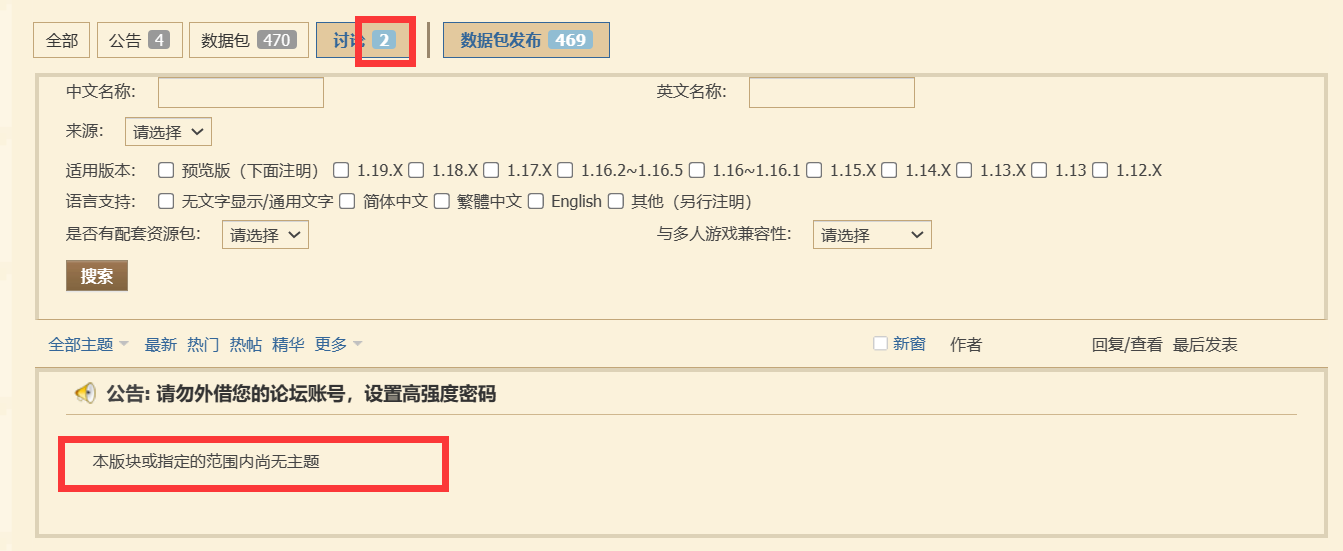 全部 公告 4 数据包 470 讨论 2 数据包发布 469
中文名称: 英文名称:
来源: 请选择
适用版本: 预览版（下面注明） 1.19.X 1.18.X 1.17.X 1.16.2~1.16.5 1.16~1.16.1 1.15.X 1.14.X 1.13.X 1.13 1.12.X
语言支持: 无文字显示/通用文字 简体中文 繁體中文 English 其他（另行注明）
是否有配套资源包: 请选择 与多人游戏兼容性: 请选择
搜索
全部主题 最新 热门 热帖 精华 更多 新窗 作者 回复/查看 最后发表
公告: 请勿外借您的论坛账号，设置高强度密码
本版块或指定的范围内尚无主题